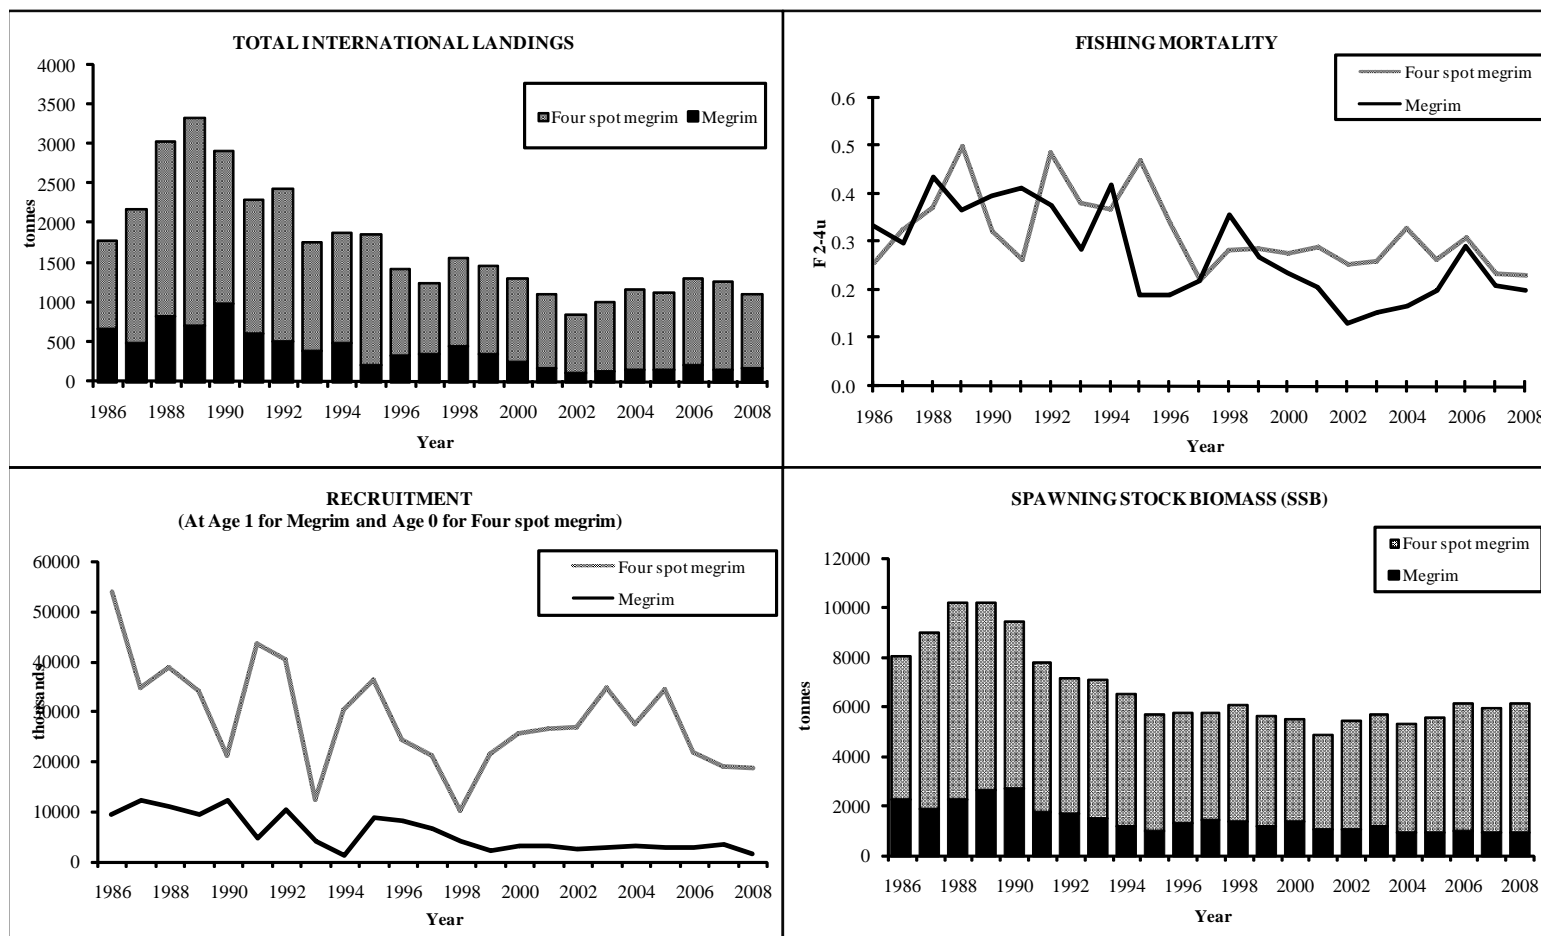 TOTAL INTERNATIONAL LANDINGS
4000
3500
3000
2500
2000
1500
1000
500
0
tonnes
Four spot megrim Megrim
1986 1988 1990 1992 1994 1996 1998 2000 2002 2004 2006 2008
Year
FISHING MORTALITY
Four spot megrim
Megrim
0.6
0.5
0.4
0.3
0.2
0.1
0.0
F 2-4u
1986 1988 1990 1992 1994 1996 1998 2000 2002 2004 2006 2008
Year
RECRUITMENT
(At Age 1 for Megrim and Age 0 for Four spot megrim)
60000
50000
40000
30000
20000
10000
0
thousands
Four spot megrim
Megrim
1986 1988 1990 1992 1994 1996 1998 2000 2002 2004 2006 2008
Year
SPAWNING STOCK BIOMASS (SSB)
Four spot megrim
Megrim
12000
10000
8000
6000
4000
2000
0
tonnes
1986 1988 1990 1992 1994 1996 1998 2000 2002 2004 2006 2008
Year